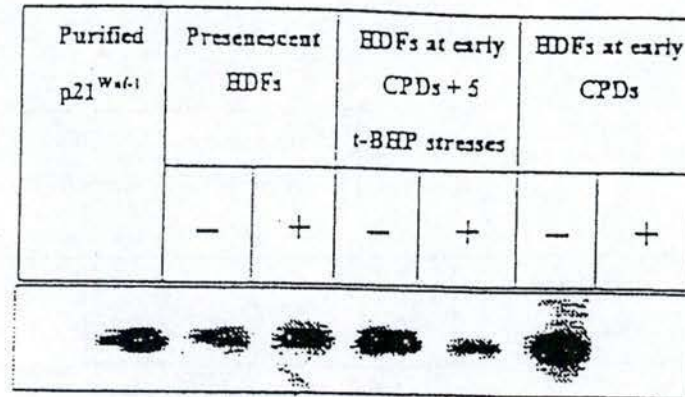 Purified
p21Waf-1
Presenescent
HDFs
HDFs at early
CPDs + 5
t-BHP stresses
HDFs at early
CPDs
− + − + − +